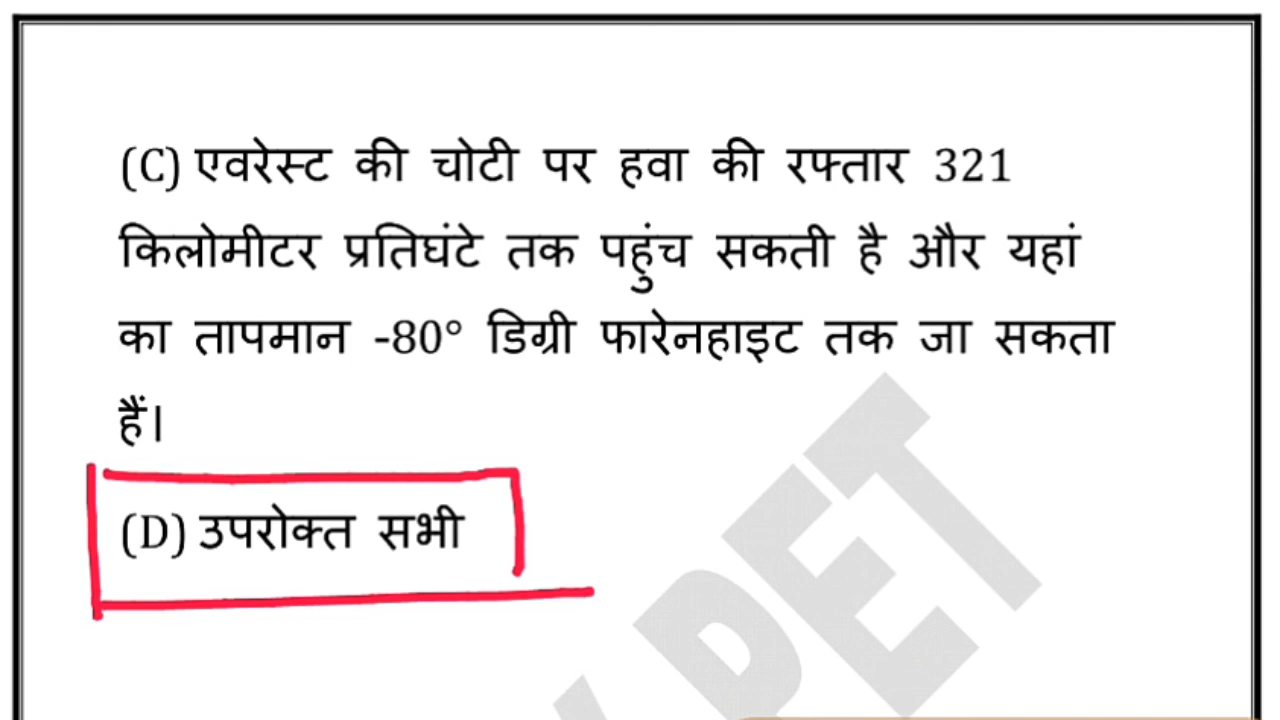 (C) एवरेस्ट की चोटी पर हवा की रफ्तार 321
किलोमीटर प्रतिघंटे तक पहुंच सकती है और यहां
का तापमान -80° डिग्री फारेनहाइट तक जा सकता
हैं।
(D) उपरोक्त सभी
PET